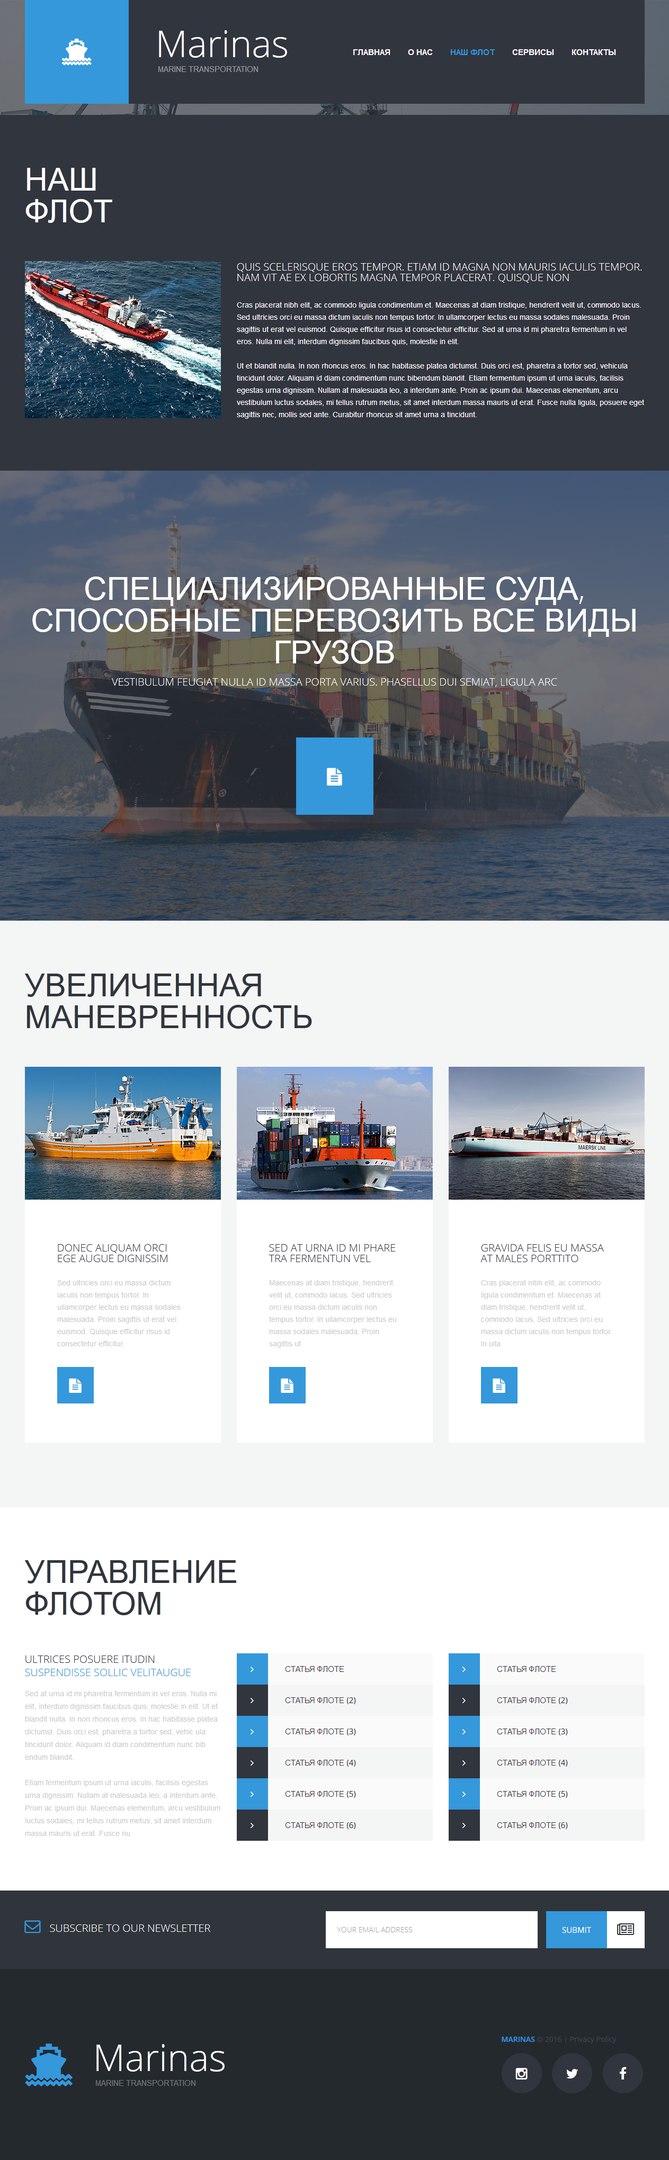 Marinas
MARINE TRANSPORTATION
ГЛАВНАЯ О НАС НАШ ФЛОТ СЕРВИСЫ КОНТАКТЫ
НАШ
ФЛОТ
QUIS SCELERISQUE EROS TEMPOR. ETIAM ID MAGNA NON MAURIS IACULIS TEMPOR.
NAM VIT AE EX LOBORTIS MAGNA TEMPOR PLACERAT. QUISQUE NON
Cras placerat nibh elit, ac commodo ligula condimentum et. Maecenas at diam tristique, hendrerit velit ut, commodo lacus.
Sed ultricies orci eu massa dictum iaculis non tempus tortor. In ullamcorper lectus eu massa sodales malesuada. Proin
sagittis ut erat vel euismod. Quisque efficitur risus id consectetur efficitur. Sed at urna id mi pharetra fermentum in vel
eros. Nulla mi elit, interdum dignissim faucibus quis, molestie in elit.
Ut et blandit nulla. In non rhoncus eros. In hac habitasse platea dictumst. Duis orci est, pharetra a tortor sed, vehicula
tincidunt dolor. Aliquam id diam condimentum nunc bibendum blandit. Etiam fermentum ipsum ut urna iaculis, facilisis
egestas urna dignissim. Nullam at malesuada leo, a interdum ante. Proin ac ipsum dui. Maecenas elementum, arcu
vestibulum luctus sodales, mi tellus rutrum metus, sit amet interdum massa mauris ut erat. Fusce nulla ligula, posuere eget
sagittis nec, mollis sed ante. Curabitur rhoncus sit amet urna a tincidunt.
СПЕЦИАЛИЗИРОВАННЫЕ СУДА,
СПОСОБНЫЕ ПЕРЕВОЗИТЬ ВСЕ ВИДЫ
ГРУЗОВ
VESTIBULUM FEUGIAT NULLA ID MASSA PORTA VARIUS. PHASELLUS DUI SEMIAT, LIGULA ARC
УВЕЛИЧЕННАЯ
МАНЕВРЕННОСТЬ
MAERSK LINE
DONEC ALIQUAM ORCI
EGE AUGUE DIGNISSIM
Sed ultricies orci eu massa dictum
iaculis non tempus tortor. In
ullamcorper lectus eu massa sodales
malesuada. Proin sagittis ut erat vel
euismod. Quisque efficitur risus id
consectetur efficitur.
SED AT URNA ID MI PHARE
TRA FERMENTUN VEL
Maecenas at diam tristique, hendrerit
velit ut, commodo lacus. Sed ultricies
orci eu massa dictum iaculis non
tempus tortor. In ullamcorper lectus eu
massa sodales malesuada. Proin
sagittis ut
GRAVIDA FELIS EU MASSA
AT MALES PORTTITO
Cras placerat nibh elit, ac commodo
ligula condimentum et. Maecenas at
diam tristique, hendrerit velit ut,
commodo lacus. Sed ultricies orci eu
massa dictum iaculis non tempus tortor.
In ulla
УПРАВЛЕНИЕ
ФЛОТОМ
ULTRICES POSUERE ITUDIN
SUSPENDISSE SOLLIC VELITAUGUE
Sed at urna id mi pharetra fermentum in vel eros. Nulla mi
elit, interdum dignissim faucibus quis, molestie in elit. Ut et
blandit nulla. In non rhoncus eros. In hac habitasse platea
dictumst. Duis orci est, pharetra a tortor sed, vehic ula
tincidunt dolor. Aliquam id diam condimentum nunc bib
endum blandit.
Etiam fermentum ipsum ut urna iaculis, facilisis egestas
urna dignissim. Nullam at malesuada leo, a interdum ante.
Proin ac ipsum dui. Maecenas elementum, arcu vestibulum
luctus sodales, mi tellus rutrum metus, sit amet interdum
massa mauris ut erat. Fusce nu
СТАТЬЯ ФЛОТЕ
СТАТЬЯ ФЛОТЕ (2)
СТАТЬЯ ФЛОТЕ (3)
СТАТЬЯ ФЛОТЕ (4)
СТАТЬЯ ФЛОТЕ (5)
СТАТЬЯ ФЛОТЕ (6)
СТАТЬЯ ФЛОТЕ
СТАТЬЯ ФЛОТЕ (2)
СТАТЬЯ ФЛОТЕ (3)
СТАТЬЯ ФЛОТЕ (4)
СТАТЬЯ ФЛОТЕ (5)
СТАТЬЯ ФЛОТЕ (6)
SUBSCRIBE TO OUR NEWSLETTER
YOUR EMAIL ADDRESS
SUBMIT
Marinas
MARINE TRANSPORTATION
MARINAS © 2016 | Privacy Policy